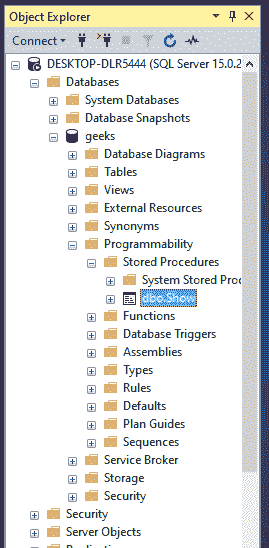 Object Explorer
Connect
DESKTOP-DLR5444 (SQL Server 15.0.2
Databases
System Databases
Database Snapshots
geeks
Database Diagrams
Tables
Views
External Resources
Synonyms
Programmability
Stored Procedures
System Stored Proc
dbo.Show
Functions
Database Triggers
Assemblies
Types
Rules
Defaults
Plan Guides
Sequences
Service Broker
Storage
Security
Security
Server Objects